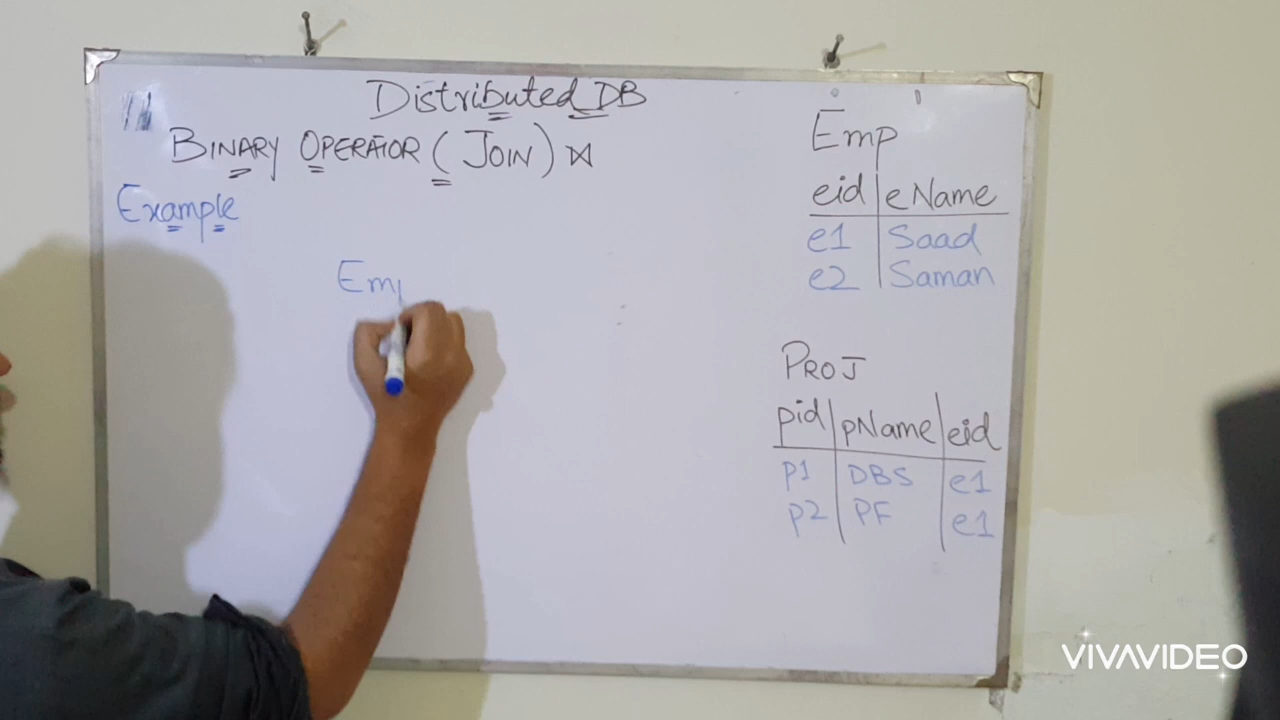 Distributed DB
BINARY OPERATOR (JOIN) ⋈
Example
Em
Emp
eid eName
e1 Saad
e2 Saman
PROJ
pid pName eid
p1 DBS e1
p2 PF e1
VIVAVIDEO